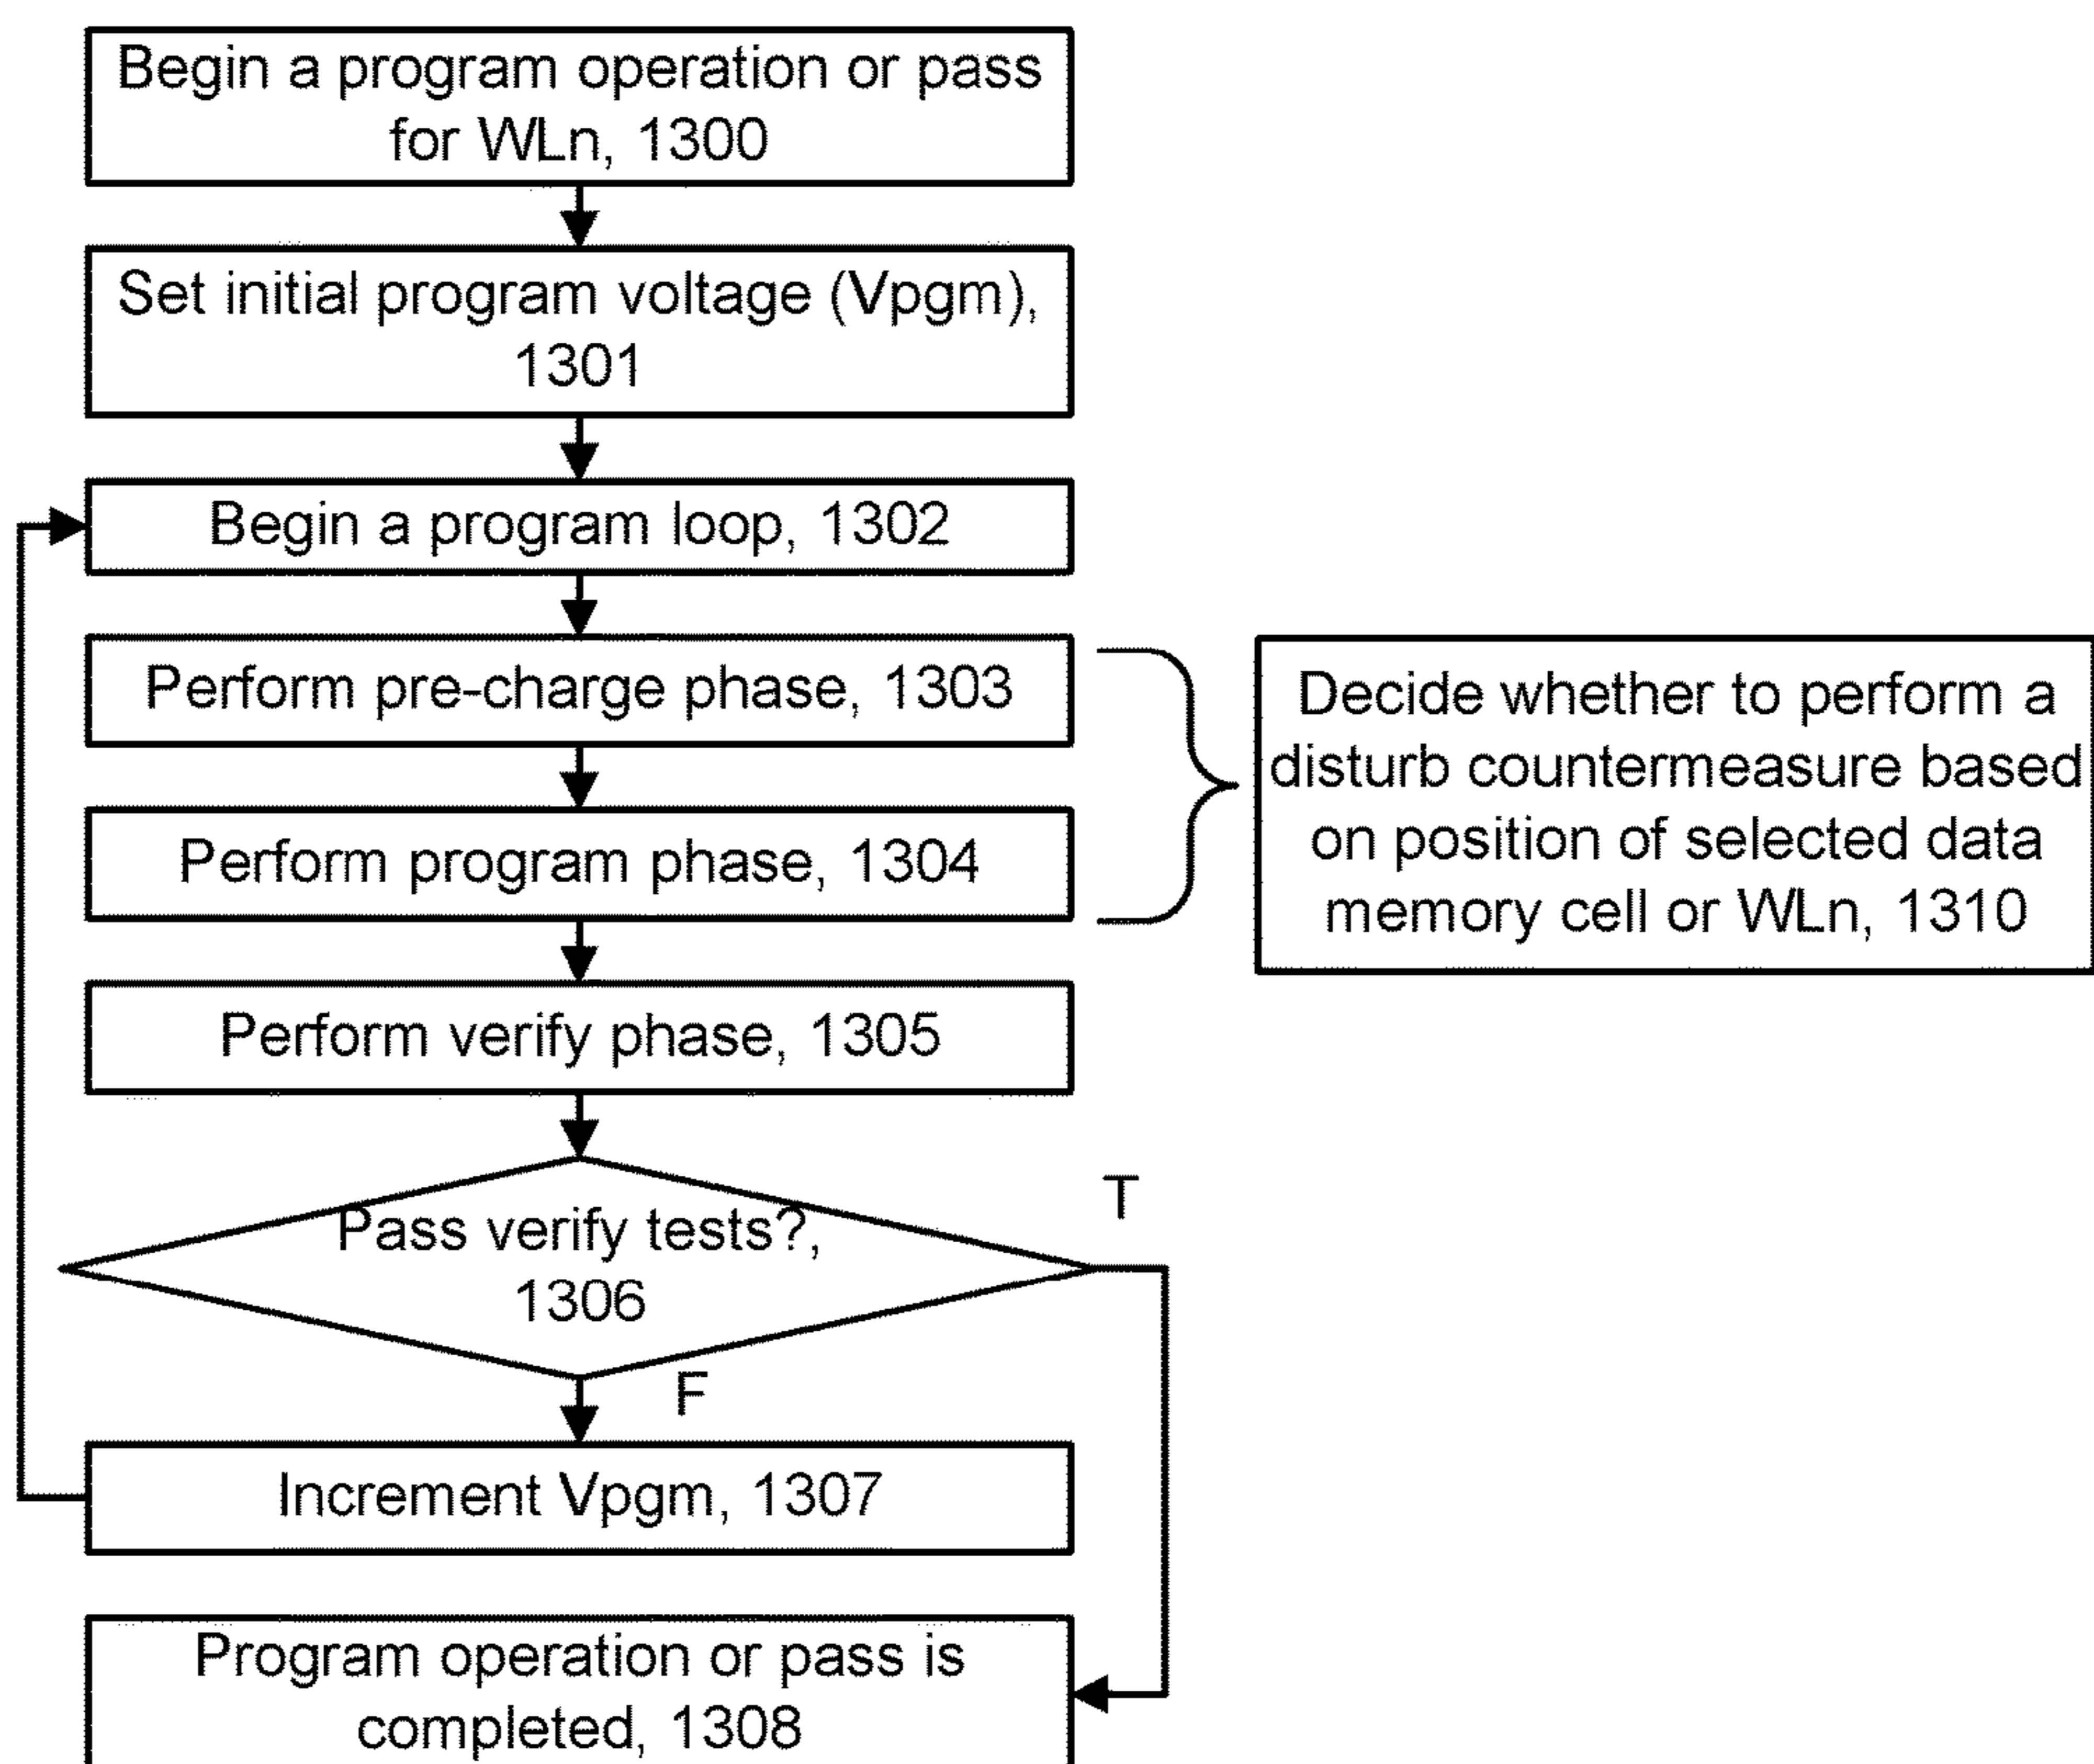 Begin a program operation or pass
for WLn, 1300
Set initial program voltage (Vpgm),
1301
Begin a program loop, 1302
Perform pre-charge phase, 1303
Perform program phase, 1304
Decide whether to perform a
disturb countermeasure based
on position of selected data
memory cell or WLn, 1310
Perform verify phase, 1305
Pass verify tests?,
1306
T
F
Increment Vpgm, 1307
Program operation or pass is
completed, 1308